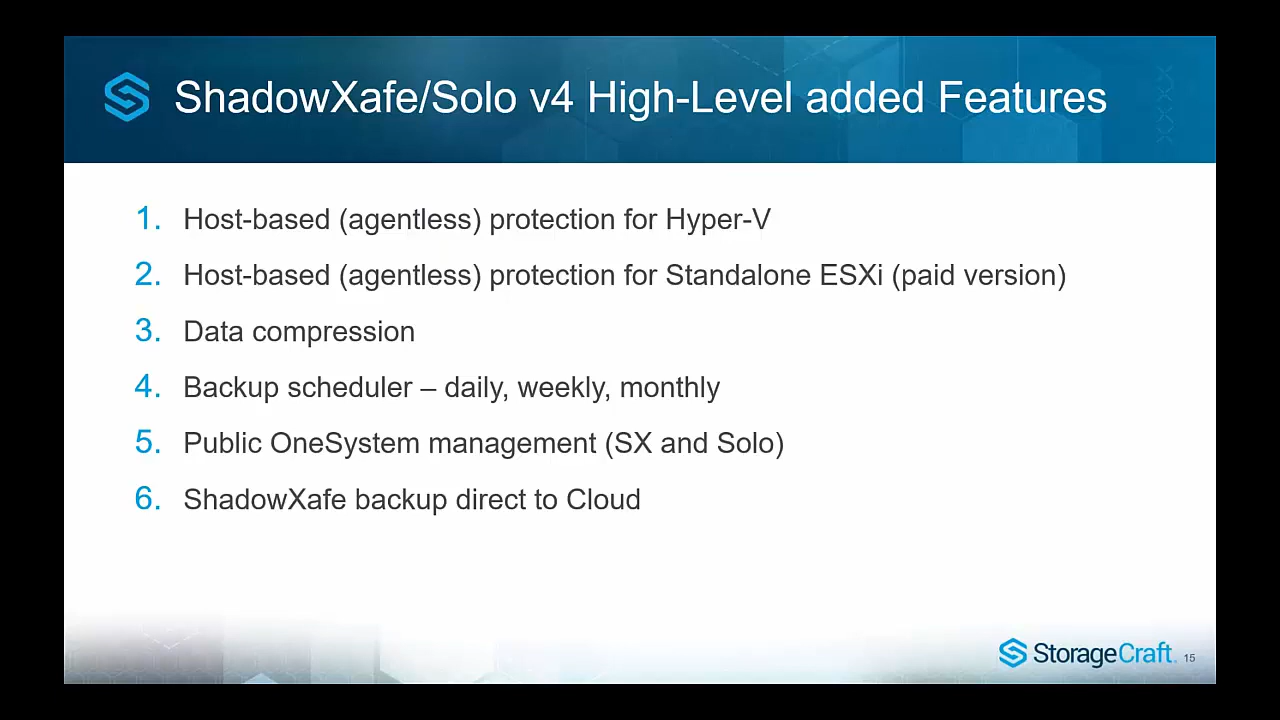 ShadowXafe/Solo v4 High-Level added Features
1. Host-based (agentless) protection for Hyper-V
2. Host-based (agentless) protection for Standalone ESXi (paid version)
3. Data compression
4. Backup scheduler – daily, weekly, monthly
5. Public OneSystem management (SX and Solo)
6. ShadowXafe backup direct to Cloud
StorageCraft 15